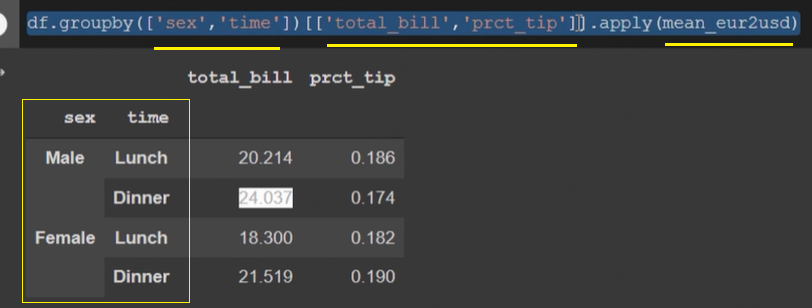 df.groupby(['sex','time'])[['total_bill','prct_tip']].apply(mean_eur2usd)
total_bill prct_tip
sex time
Male Lunch 20.214 0.186
Dinner 24.037 0.174
Female Lunch 18.300 0.182
Dinner 21.519 0.190